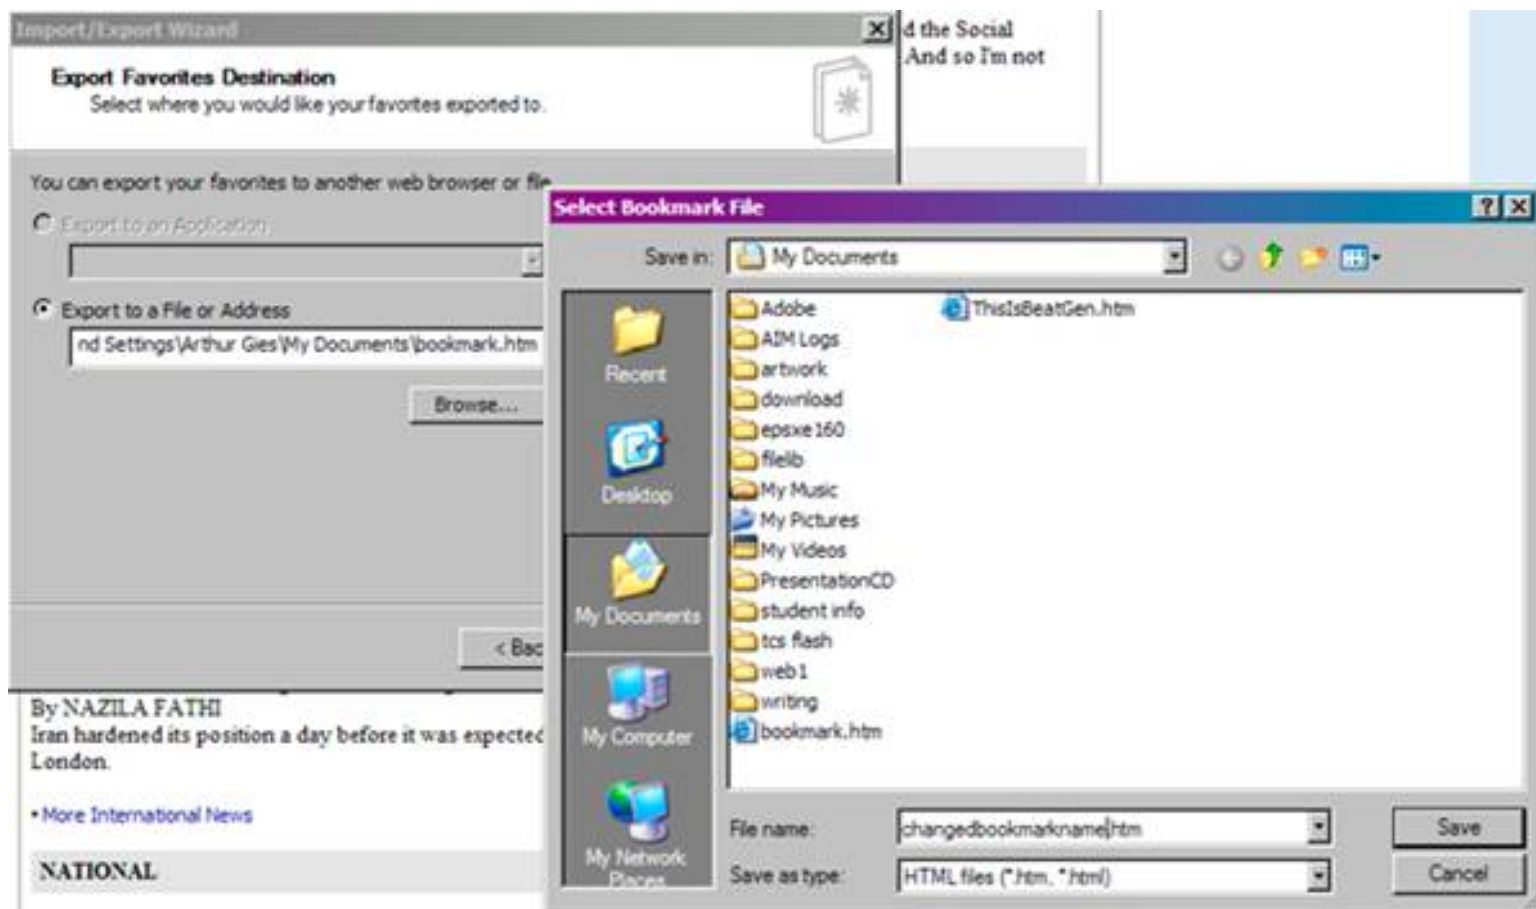 Import/Export Wizard
d the Social
And so I'm not
Export Favorites Destination
Select where you would like your favorites exported to.
You can export your favorites to another web browser or file
Export to an Application
Export to a File or Address
nd Settings\Arthur Gies\My Documents\bookmark.htm
Browse...
< Bac
By NAZILA FATHI
Iran hardened its position a day before it was expected
London.
• More International News
NATIONAL
Select Bookmark File
Save in:
My Documents
Recent
Desktop
My Documents
My Computer
My Network
Places
Adobe
AIM Logs
artwork
download
epsxe160
filelib
My Music
My Pictures
My Videos
PresentationCD
student info
tcs flash
web1
writing
bookmark.htm
ThisIsBeatGen.htm
File name:
changedbookmarkname.htm
Save
Save as type:
HTML files (*.htm, *.html)
Cancel